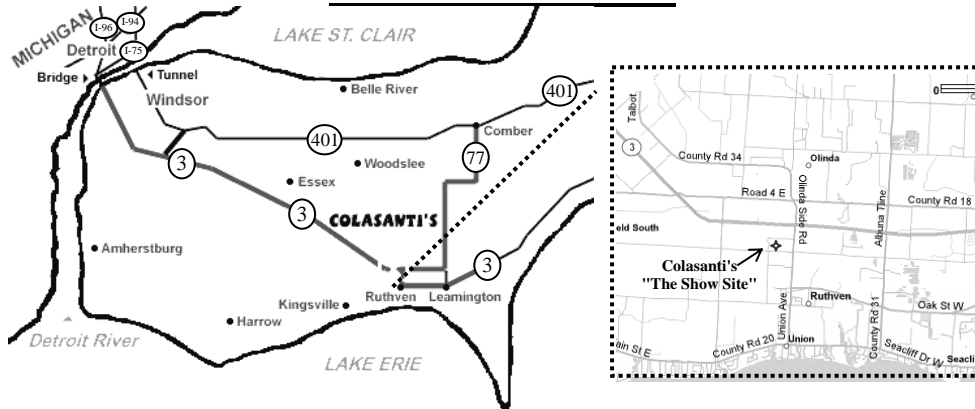 MICHIGAN
I-96
I-94
I-75
Detroit
Bridge
Tunnel
Windsor
LAKE ST. CLAIR
Belle River
401
401
Comber
77
3
Woodslee
Essex
3
COLASANTI'S
Amherstburg
3
Kingsville
Ruthven
Leamington
Harrow
Detroit River
LAKE ERIE
0
Talbot
3
County Rd 34
Olinda
Road 4 E
Olinda Side Rd
Albuna Tline
County Rd 18
eld South
Colasanti's
"The Show Site"
Union Ave
Ruthven
County Rd 31
Oak St W
ain St E
County Rd 20
Union
Seacliff Dr W
Seacli